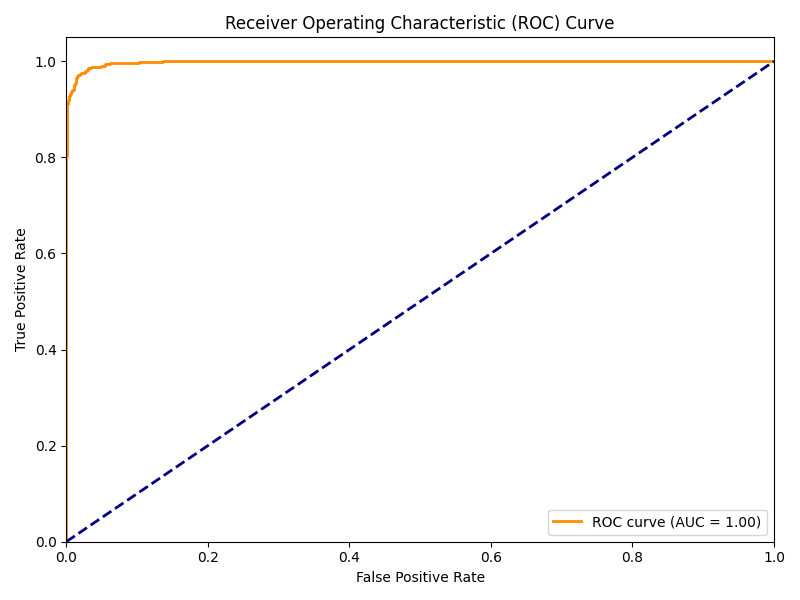 Receiver Operating Characteristic (ROC) Curve
True Positive Rate
1.0
0.8
0.6
0.4
0.2
0.0
0.0 0.2 0.4 0.6 0.8 1.0
False Positive Rate
ROC curve (AUC = 1.00)